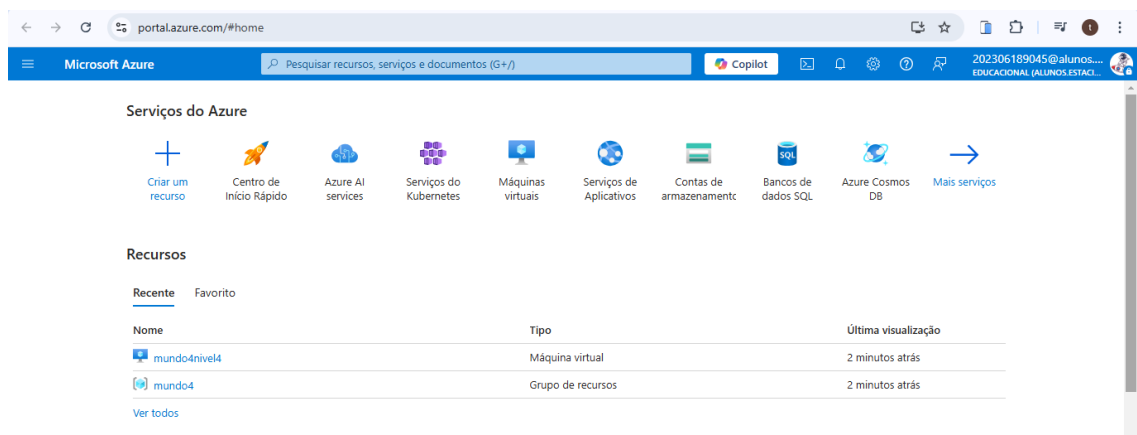 portal.azure.com/#home
t
Microsoft Azure
Pesquisar recursos, serviços e documentos (G+/)
Copilot
202306189045@alunos....
EDUCACIONAL (ALUNOS.ESTACI...
Serviços do Azure
Criar um recurso
Centro de Início Rápido
Azure AI services
Serviços do Kubernetes
Máquinas virtuais
Serviços de Aplicativos
Contas de armazenamento
SQL
Bancos de dados SQL
Azure Cosmos DB
Mais serviços
Recursos
Recente Favorito
Nome Tipo Última visualização
mundo4nivel4 Máquina virtual 2 minutos atrás
mundo4 Grupo de recursos 2 minutos atrás
Ver todos